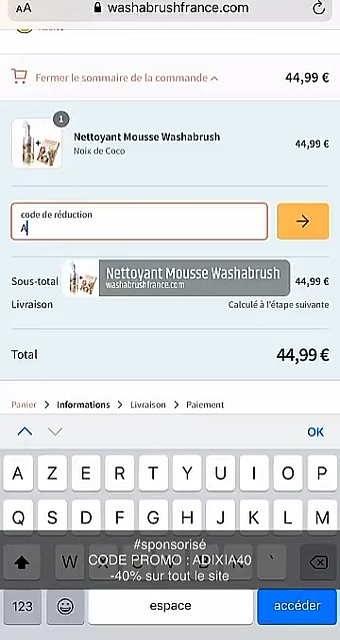 AA washabrushfrance.com
Fermer le sommaire de la commande 44,99 €
1
Nettoyant Mousse Washabrush
Noix de Coco
44,99 €
code de réduction
A
Nettoyant Mousse Washabrush
washabrushfrance.com
Sous-total 44,99 €
Livraison Calculé à l'étape suivante
Total 44,99 €
Panier > Informations > Livraison > Paiement
OK
A Z E R T Y U I O P
Q S D F G H J K L M
W X C V B N '
#sponsorisé
CODE PROMO : ADIXIA40
-40% sur tout le site
123 espace accéder